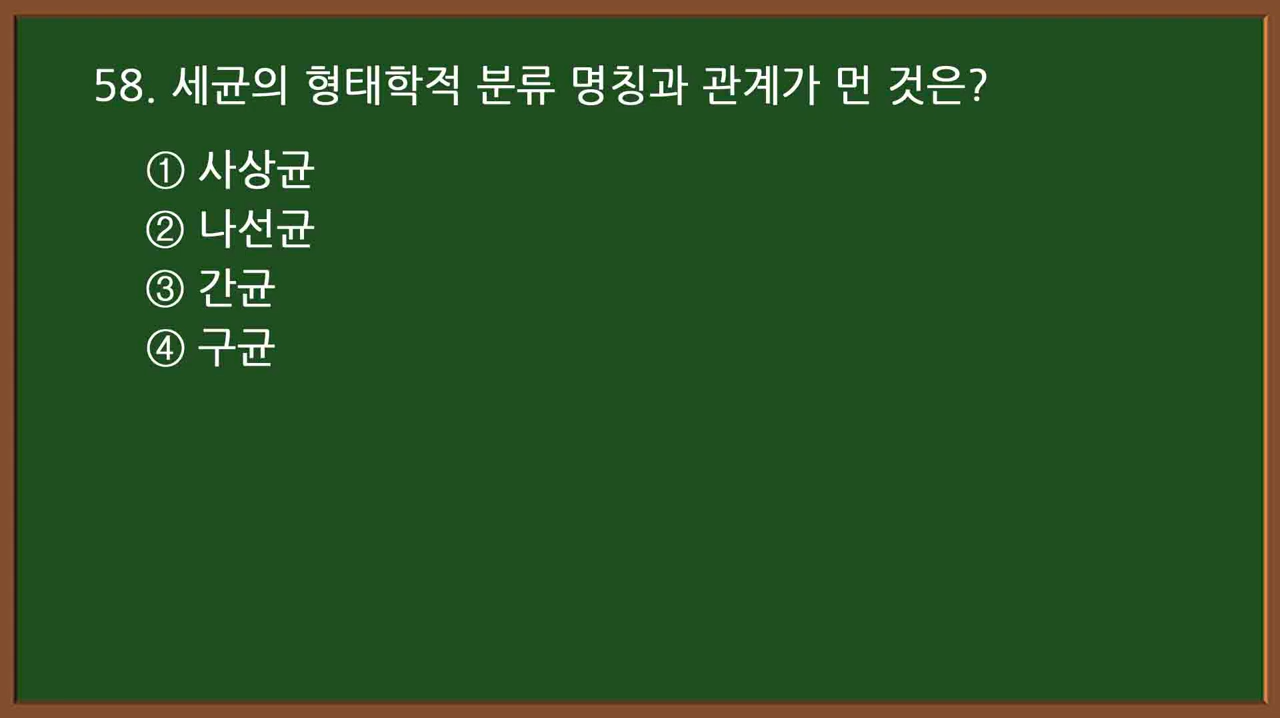 58. 세균의 형태학적 분류 명칭과 관계가 먼 것은?
① 사상균
② 나선균
③ 간균
④ 구균